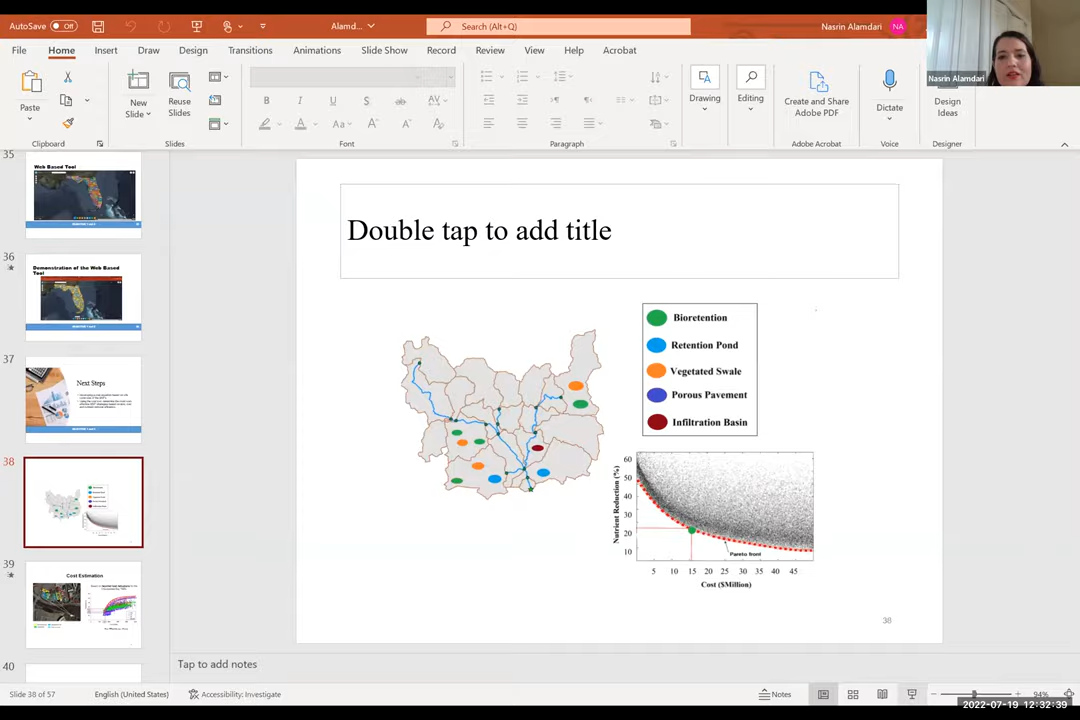 AutoSave Off
Alamd...
Search (Alt+Q)
Nasrin Alamdari NA
File Home Insert Draw Design Transitions Animations Slide Show Record Review View Help Acrobat
Nasrin Alamdari
Paste
New Slide
Reuse Slides
B I U S ab AV
Aa A A A
Drawing
Editing
Create and Share Adobe PDF
Dictate
Design Ideas
Clipboard
Slides
Font
Paragraph
Adobe Acrobat
Voice
Designer
35
Web Based Tool
36
Demonstration of the Web Based Tool
37
Next Steps
38
39
Cost Estimation
40
Double tap to add title
Bioretention
Retention Pond
Vegetated Swale
Porous Pavement
Infiltration Basin
Nutrient Reduction (%)
60
50
40
30
20
10
Pareto front
5 10 15 20 25 30 35 40 45
Cost ($Million)
38
Tap to add notes
Slide 38 of 57
English (United States)
Accessibility: Investigate
Notes
94%
2022-07-19 12:32:39